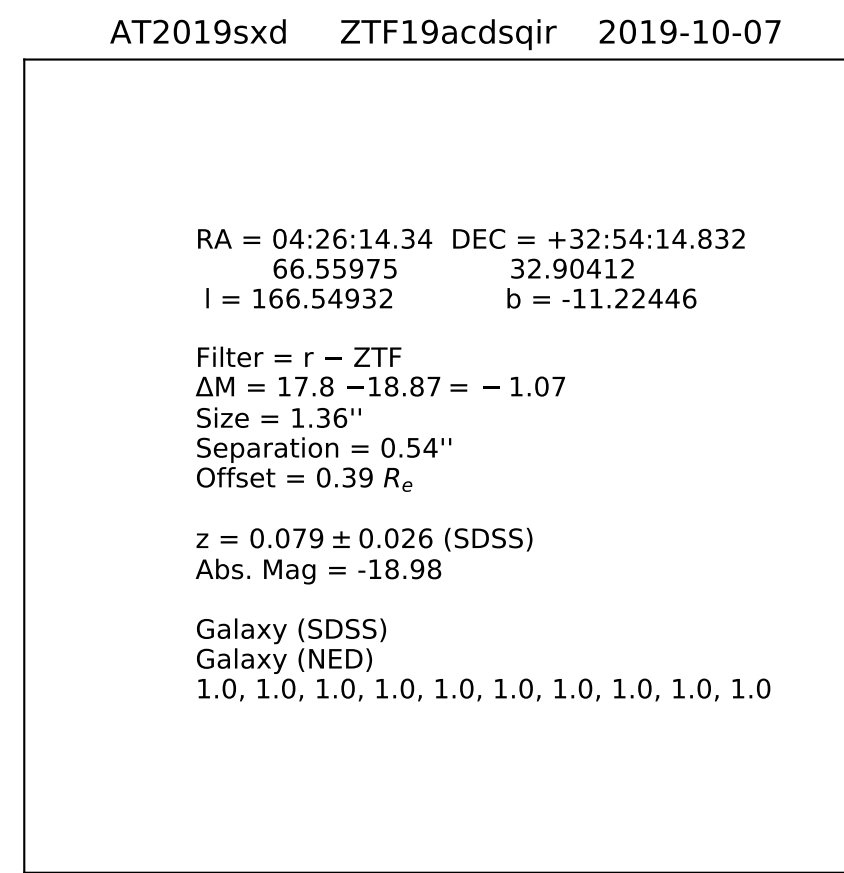 AT2019sxd ZTF19acdsqir 2019-10-07
RA = 04:26:14.34 DEC = +32:54:14.832
66.55975 32.90412
l = 166.54932 b = -11.22446
Filter = r − ZTF
ΔM = 17.8 −18.87 = − 1.07
Size = 1.36''
Separation = 0.54''
Offset = 0.39 Rₑ
z = 0.079 ± 0.026 (SDSS)
Abs. Mag = -18.98
Galaxy (SDSS)
Galaxy (NED)
1.0, 1.0, 1.0, 1.0, 1.0, 1.0, 1.0, 1.0, 1.0, 1.0